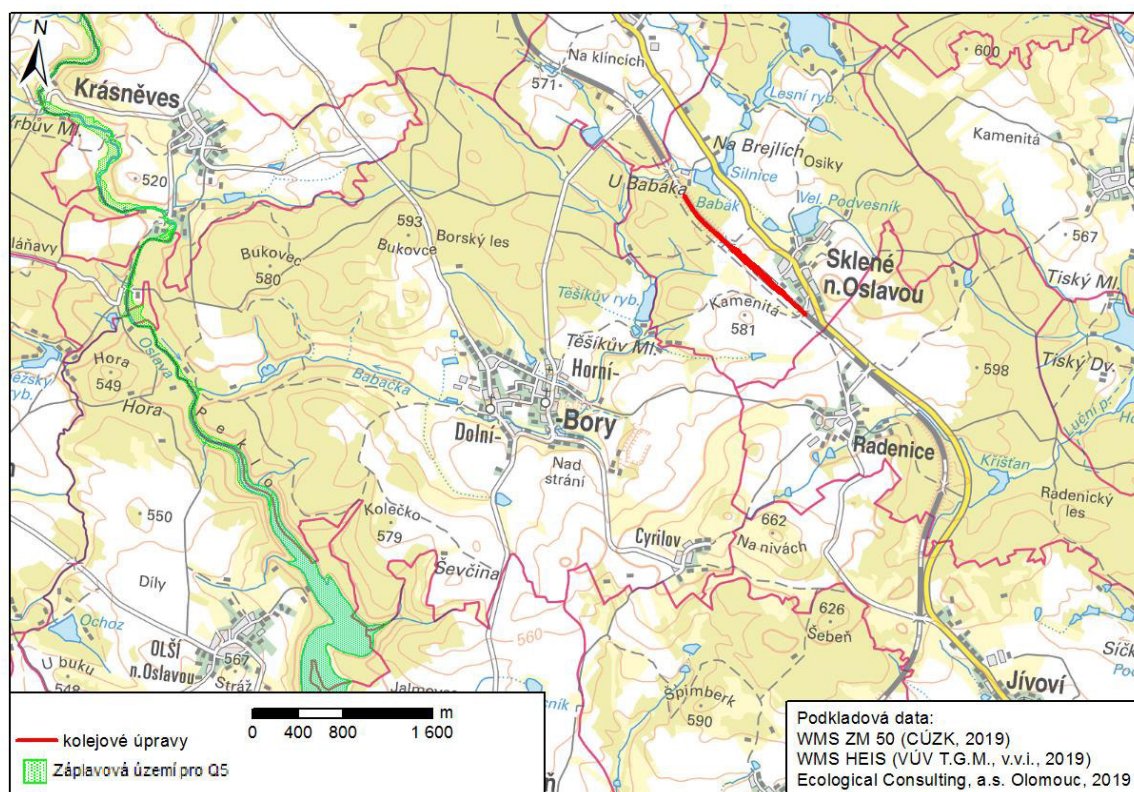 N
Krásněves
520
Na klíncích
571
Lesní ryb.
600
Kamenitá
Na Brejlích
Osiky
Silnice
U Babáka
Babák
Vel. Podvesník
567
593
Borský les
Bukovce
Bukovec
580
Sklené
n.Oslavou
Tiský Ml.
Těšíkův ryb.
Kamenitá
581
Těšíkův Ml.
Hora
549
Oslava
Babačka
Horní-
598
Tiský Dv.
Luční p.
Hora
Peklo
Dolní-
-Bory
Radenice
Nad
strání
Křišťan
Radenický
les
550
Kolečko
579
662
Na nivách
Cyrilov
Ševčina
Díly
626
Šebeň
Ochoz
560
OLŠÍ
n.Oslavou
567
U buku
Stráž
Jívoví
Špimberk
590
m
0 400 800 1 600
kolejové úpravy
Záplavová území pro Q5
Podkladová data:
WMS ZM 50 (ČÚZK, 2019)
WMS HEIS (VÚV T.G.M., v.v.i., 2019)
Ecological Consulting, a.s. Olomouc, 2019